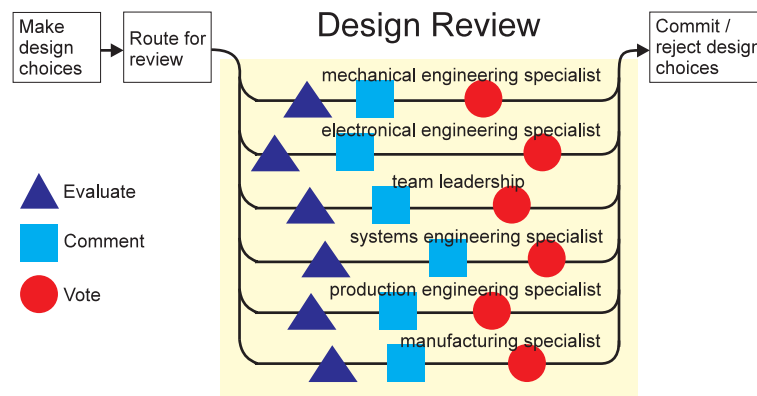 Design Review
Make
design
choices
Route for
review
Commit /
reject design
choices
mechanical engineering specialist
electronical engineering specialist
team leadership
systems engineering specialist
production engineering specialist
manufacturing specialist
Evaluate
Comment
Vote